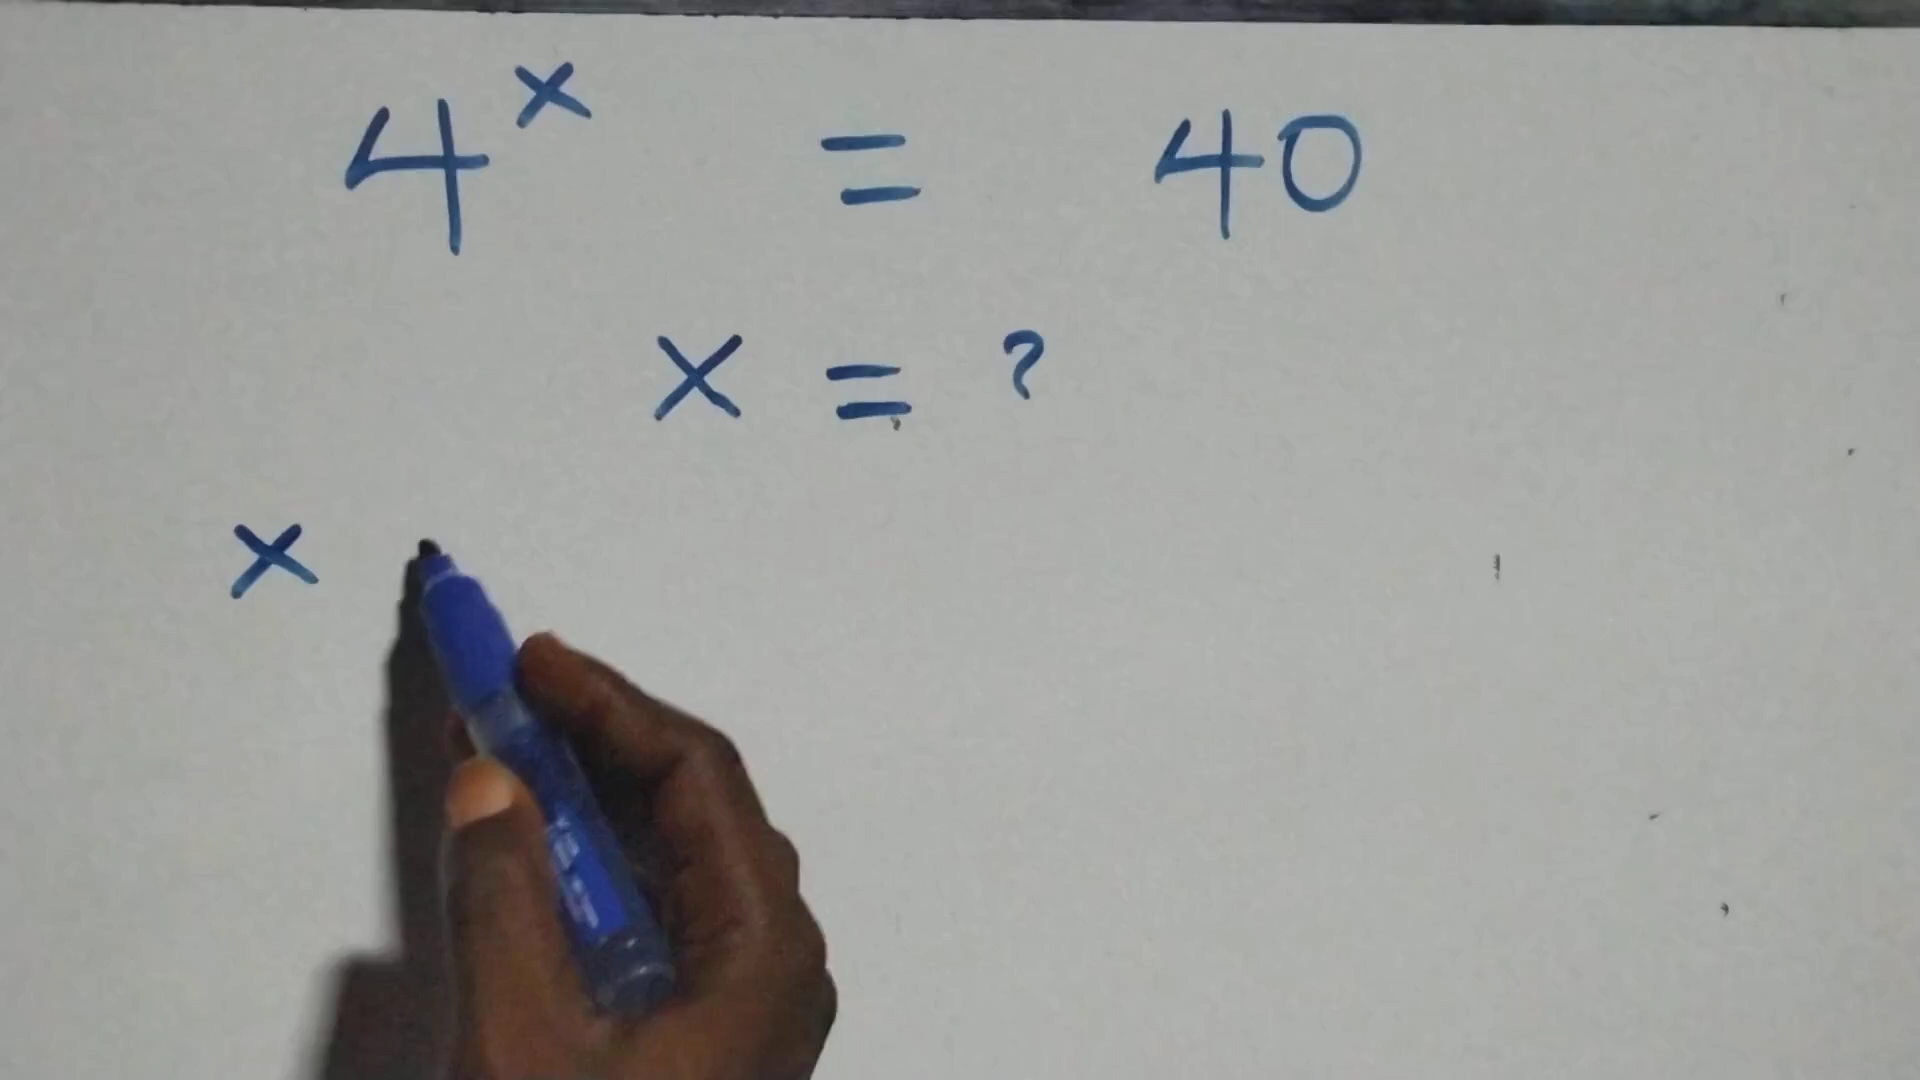 4^x = 40
x = ?
x